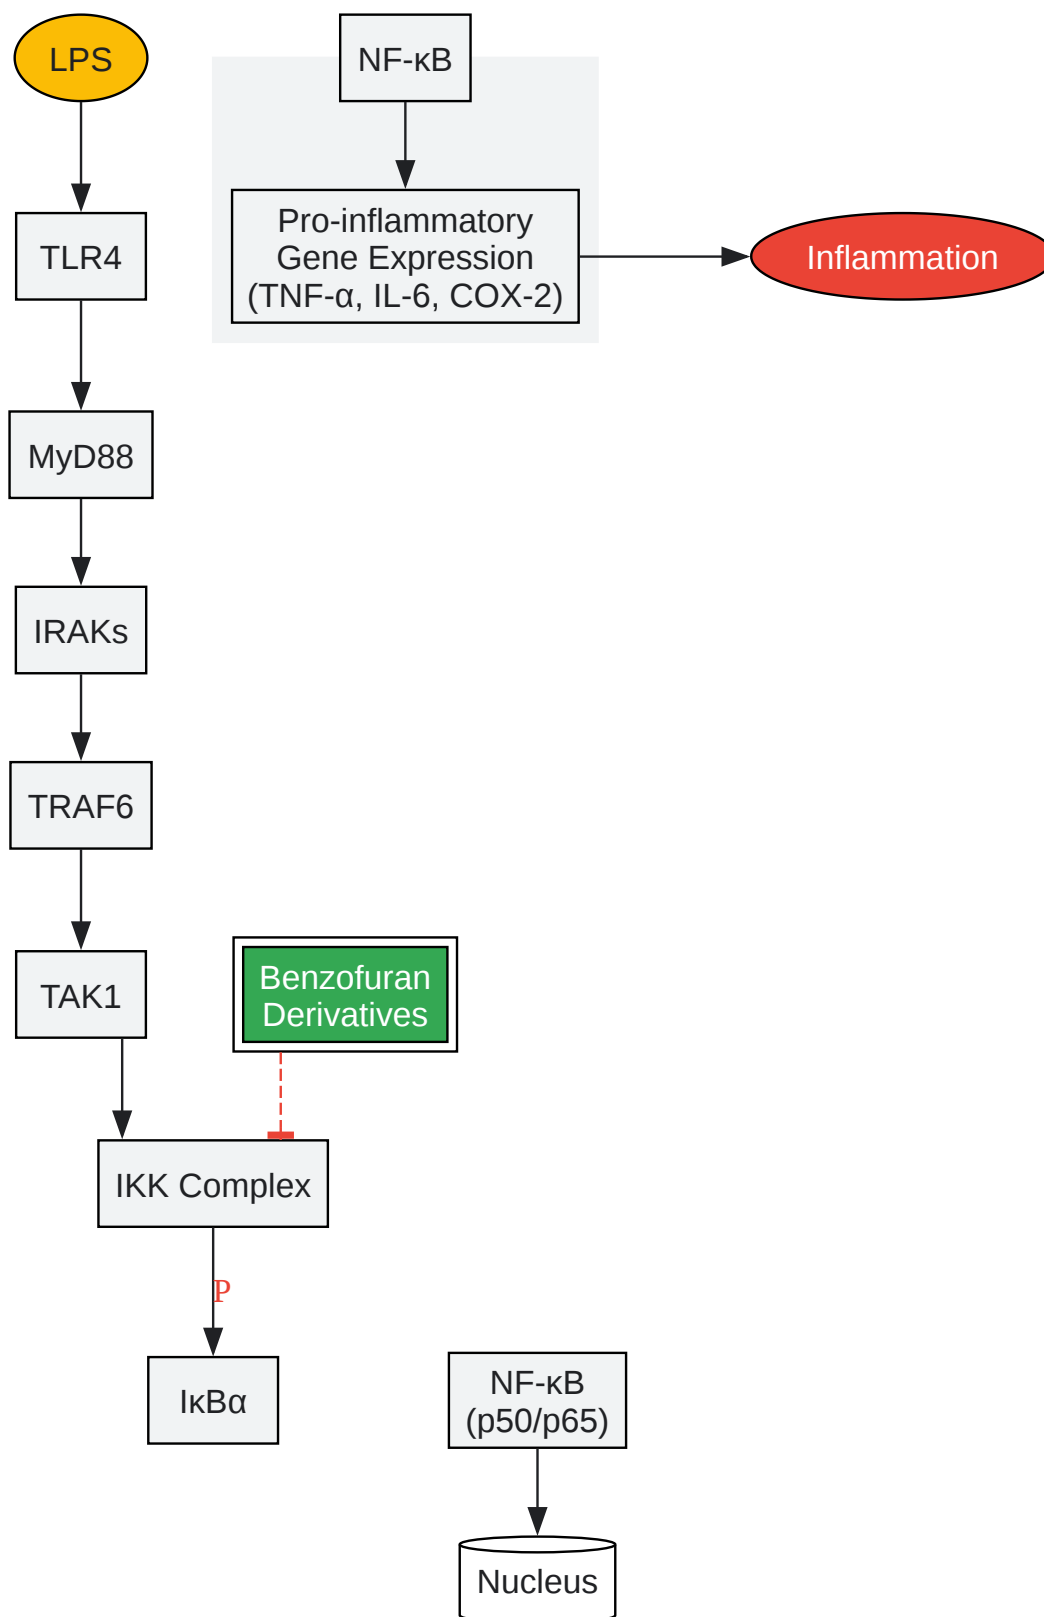 LPS
NF-κB
TLR4
Pro-inflammatory
Gene Expression
(TNF-α, IL-6, COX-2)
Inflammation
MyD88
IRAKs
TRAF6
TAK1
Benzofuran
Derivatives
IKK Complex
P
IκBα
NF-κB
(p50/p65)
Nucleus